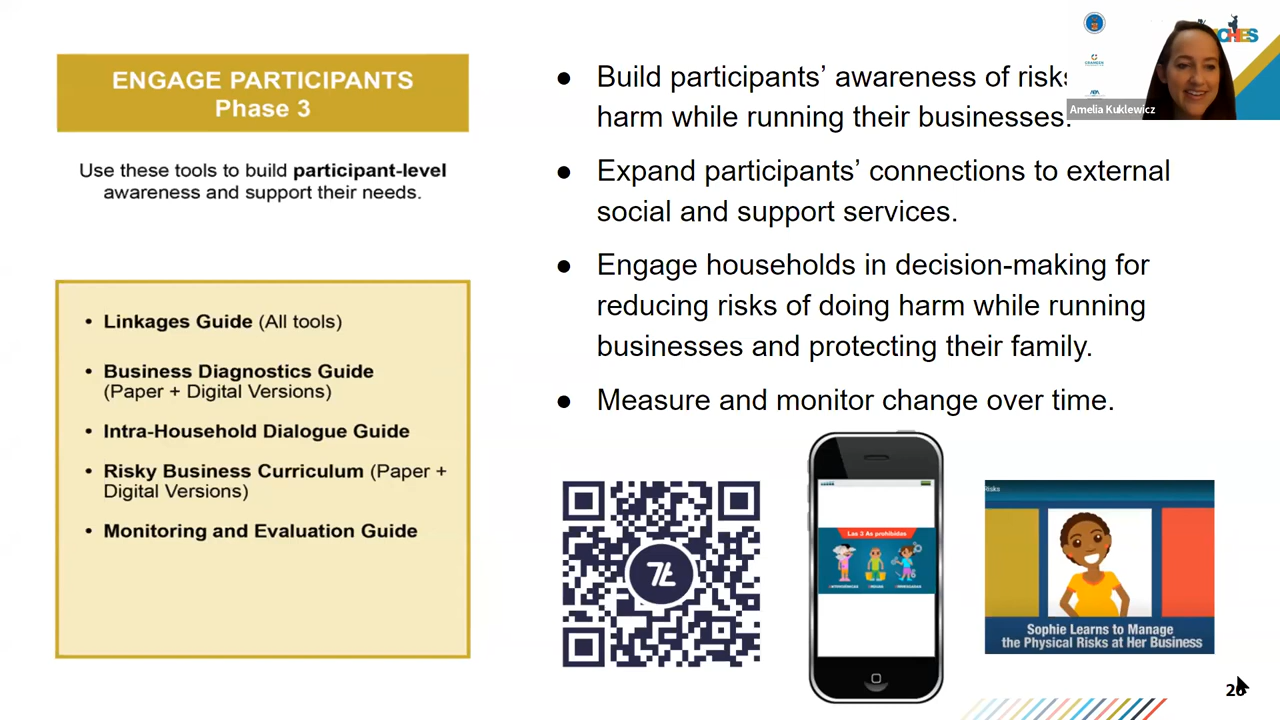 ENGAGE PARTICIPANTS
Phase 3
Use these tools to build participant-level
awareness and support their needs.
• Linkages Guide (All tools)
• Business Diagnostics Guide
(Paper + Digital Versions)
• Intra-Household Dialogue Guide
• Risky Business Curriculum (Paper +
Digital Versions)
• Monitoring and Evaluation Guide
● Build participants’ awareness of risks
harm while running their businesses.
● Expand participants’ connections to external
social and support services.
● Engage households in decision-making for
reducing risks of doing harm while running
businesses and protecting their family.
● Measure and monitor change over time.
Amelia Kuklewicz
Las 3 As prohibidas
Risks
Sophie Learns to Manage
the Physical Risks at Her Business